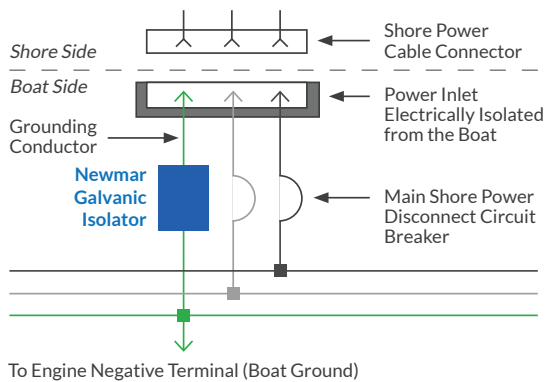 Shore Power
Cable Connector
Shore Side
Boat Side
Power Inlet
Electrically Isolated
from the Boat
Grounding
Conductor
Newmar
Galvanic
Isolator
Main Shore Power
Disconnect Circuit
Breaker
To Engine Negative Terminal (Boat Ground)